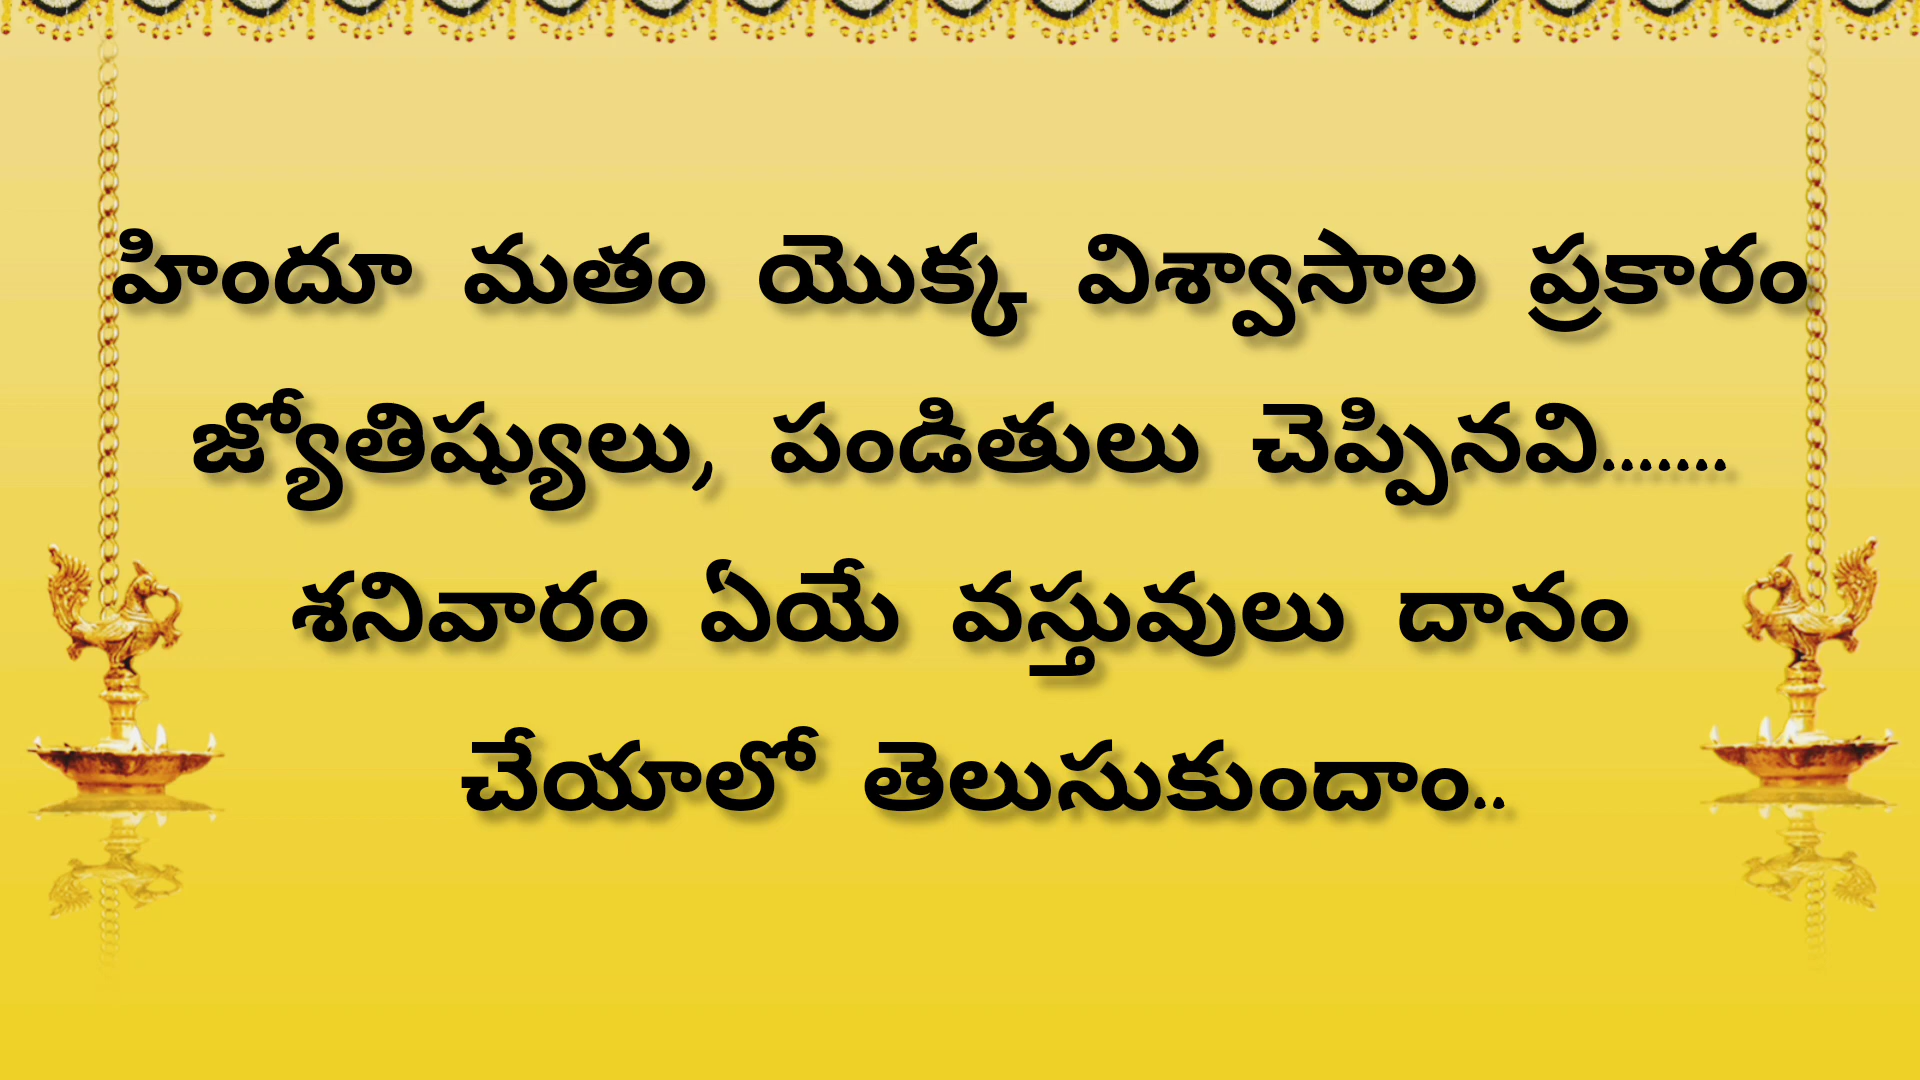 హిందూ మతం యొక్క విశ్వాసాల ప్రకారం
జ్యోతిష్యులు, పండితులు చెప్పినవి.......
శనివారం ఏయే వస్తువులు దానం
చేయాలో తెలుసుకుందాం..